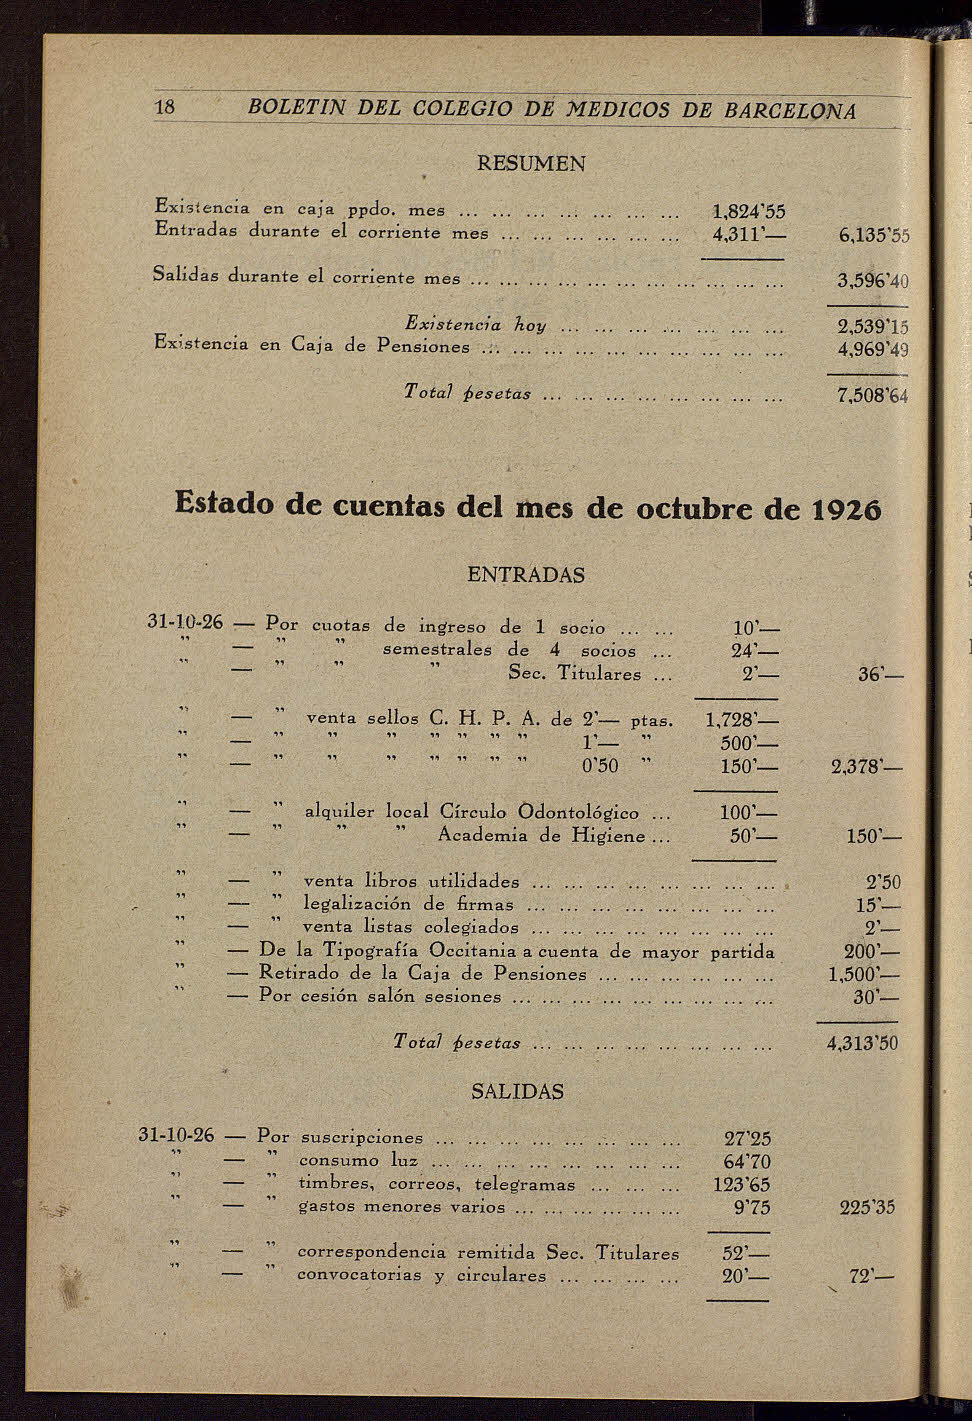 18 BOLETIN DEL COLEGIO DE MEDICOS DE BARCELONA
RESUMEN
Existencia en caja ppdo. mes ... ... ... ... ... ... ... 1,824'55
Entradas durante el corriente mes ... ... ... ... ... ... 4,311'— 6,135'55
Salidas durante el corriente mes ... ... ... ... ... ... ... ... ... ... ... 3,596'40
Existencia hoy ... ... ... ... ... ... ... 2,539'15
Existencia en Caja de Pensiones ... ... ... ... ... ... ... ... ... ... 4,969'49
Total pesetas ... ... ... ... ... ... ... ... 7,508'64
Estado de cuentas del mes de octubre de 1926
ENTRADAS
31-10-26 — Por cuotas de ingreso de 1 socio ... ... 10'—
" — " " semestrales de 4 socios ... 24'—
" — " " " Sec. Titulares ... 2'— 36'—
" — " venta sellos C. H. P. A. de 2'— ptas. 1,728'—
" — " " " " " " " 1'— " 500'—
" — " " " " " " " 0'50 " 150'— 2,378'—
" — " alquiler local Círculo Odontológico ... 100'—
" — " " " Academia de Higiene ... 50'— 150'—
" — " venta libros utilidades ... ... ... ... ... ... ... ... 2'50
" — " legalización de firmas ... ... ... ... ... ... ... ... 15'—
" — " venta listas colegiados ... ... ... ... ... ... ... ... 2'—
" — De la Tipografía Occitania a cuenta de mayor partida 200'—
" — Retirado de la Caja de Pensiones ... ... ... ... ... ... 1,500'—
" — Por cesión salón sesiones ... ... ... ... ... ... ... ... ... 30'—
Total pesetas ... ... ... ... ... ... ... ... 4,313'50
SALIDAS
31-10-26 — Por suscripciones ... ... ... ... ... ... ... ... 27'25
" — " consumo luz ... ... ... ... ... ... ... ... 64'70
" — " timbres, correos, telegramas ... ... ... 123'65
" — " gastos menores varios ... ... ... ... ... ... 9'75 225'35
" — " correspondencia remitida Sec. Titulares 52'—
" — " convocatorias y circulares ... ... ... ... 20'— 72'—